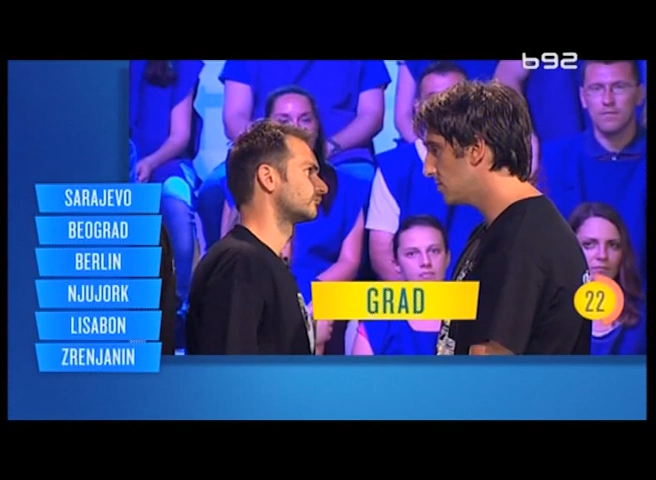 b92
SARAJEVO
BEOGRAD
BERLIN
NJUJORK
LISABON
ZRENJANIN
GRAD
22